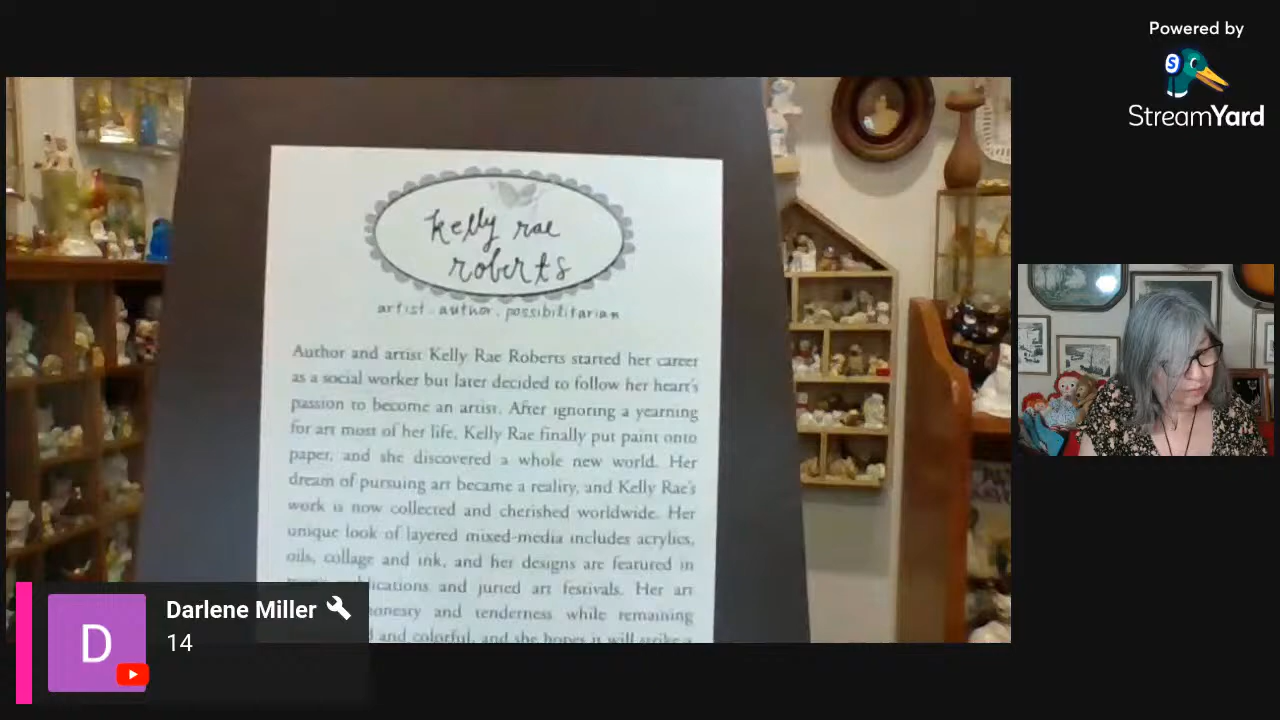 Powered by
S
StreamYard
kelly rae
roberts
artist . author . possibilitarian
Author and artist Kelly Rae Roberts started her career
as a social worker but later decided to follow her heart's
passion to become an artist. After ignoring a yearning
for art most of her life, Kelly Rae finally put paint onto
paper, and she discovered a whole new world. Her
dream of pursuing art became a reality, and Kelly Rae's
work is now collected and cherished worldwide. Her
unique look of layered mixed-media includes acrylics,
oils, collage and ink, and her designs are featured in
and juried art festivals. Her art
and tenderness while remaining
and colorful, and she hopes it will strike a
D
Darlene Miller
14